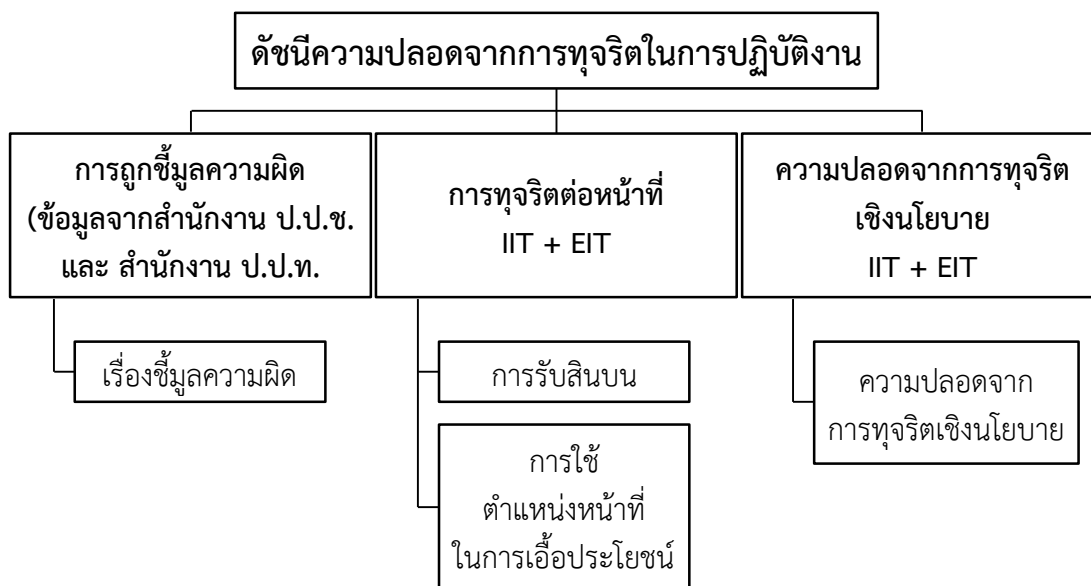 ดัชนีความปลอดจากการทุจริตในการปฏิบัติงาน
การถูกชี้มูลความผิด
(ข้อมูลจากสำนักงาน ป.ป.ช.
และ สำนักงาน ป.ป.ท.
การทุจริตต่อหน้าที่
IIT + EIT
ความปลอดจากการทุจริต
เชิงนโยบาย
IIT + EIT
เรื่องชี้มูลความผิด
การรับสินบน
การใช้
ตำแหน่งหน้าที่
ในการเอื้อประโยชน์
ความปลอดจาก
การทุจริตเชิงนโยบาย